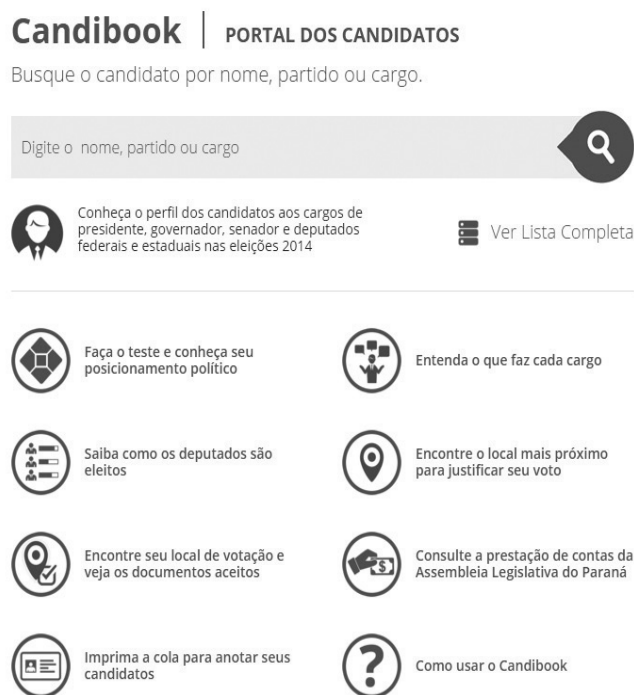 Candibook | PORTAL DOS CANDIDATOS
Busque o candidato por nome, partido ou cargo.
Digite o nome, partido ou cargo
Conheça o perfil dos candidatos aos cargos de
presidente, governador, senador e deputados
federais e estaduais nas eleições 2014
Ver Lista Completa
Faça o teste e conheça seu
posicionamento político
Entenda o que faz cada cargo
Saiba como os deputados são
eleitos
Encontre o local mais próximo
para justificar seu voto
Encontre seu local de votação e
veja os documentos aceitos
Consulte a prestação de contas da
Assembleia Legislativa do Paraná
Imprima a cola para anotar seus
candidatos
Como usar o Candibook